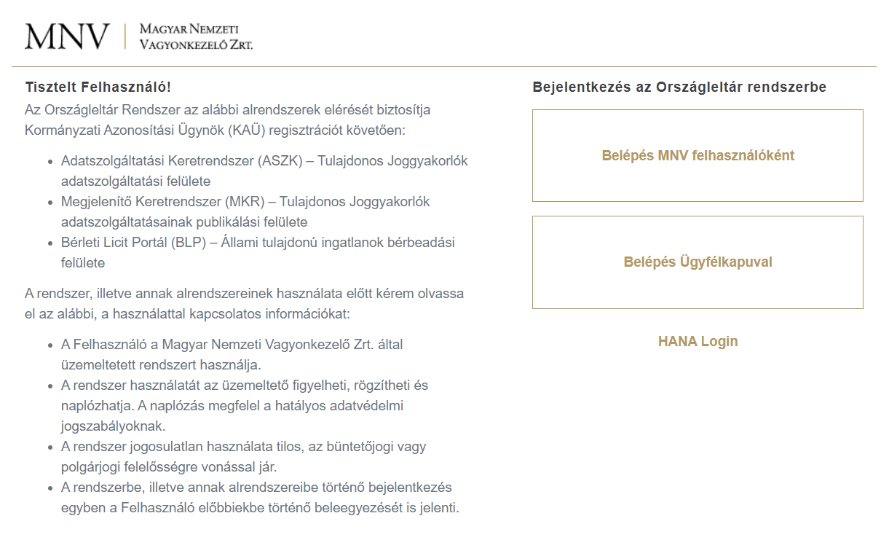 MNV
MAGYAR NEMZETI
VAGYONKEZELŐ ZRT.
Tisztelt Felhasználó!
Az Országleltár Rendszer az alábbi alrendszerek elérését biztosítja
Kormányzati Azonosítási Ügynök (KAÜ) regisztrációt követően:
• Adatszolgáltatási Keretrendszer (ASZK) – Tulajdonos Joggyakorlók
adatszolgáltatási felülete
• Megjelenítő Keretrendszer (MKR) – Tulajdonos Joggyakorlók
adatszolgáltatásainak publikálási felülete
• Bérleti Licit Portál (BLP) – Állami tulajdonú ingatlanok bérbeadási
felülete
A rendszer, illetve annak alrendszereinek használata előtt kérem olvassa
el az alábbi, a használattal kapcsolatos információkat:
• A Felhasználó a Magyar Nemzeti Vagyonkezelő Zrt. által
üzemeltetett rendszert használja.
• A rendszer használatát az üzemeltető figyelheti, rögzítheti és
naplózhatja. A naplózás megfelel a hatályos adatvédelmi
jogszabályoknak.
• A rendszer jogosulatlan használata tilos, az büntetőjogi vagy
polgárjogi felelősségre vonással jár.
• A rendszerbe, illetve annak alrendszereibe történő bejelentkezés
egyben a Felhasználó előbbiekbe történő beleegyezését is jelenti.
Bejelentkezés az Országleltár rendszerbe
Belépés MNV felhasználóként
Belépés Ügyfélkapuval
HANA Login